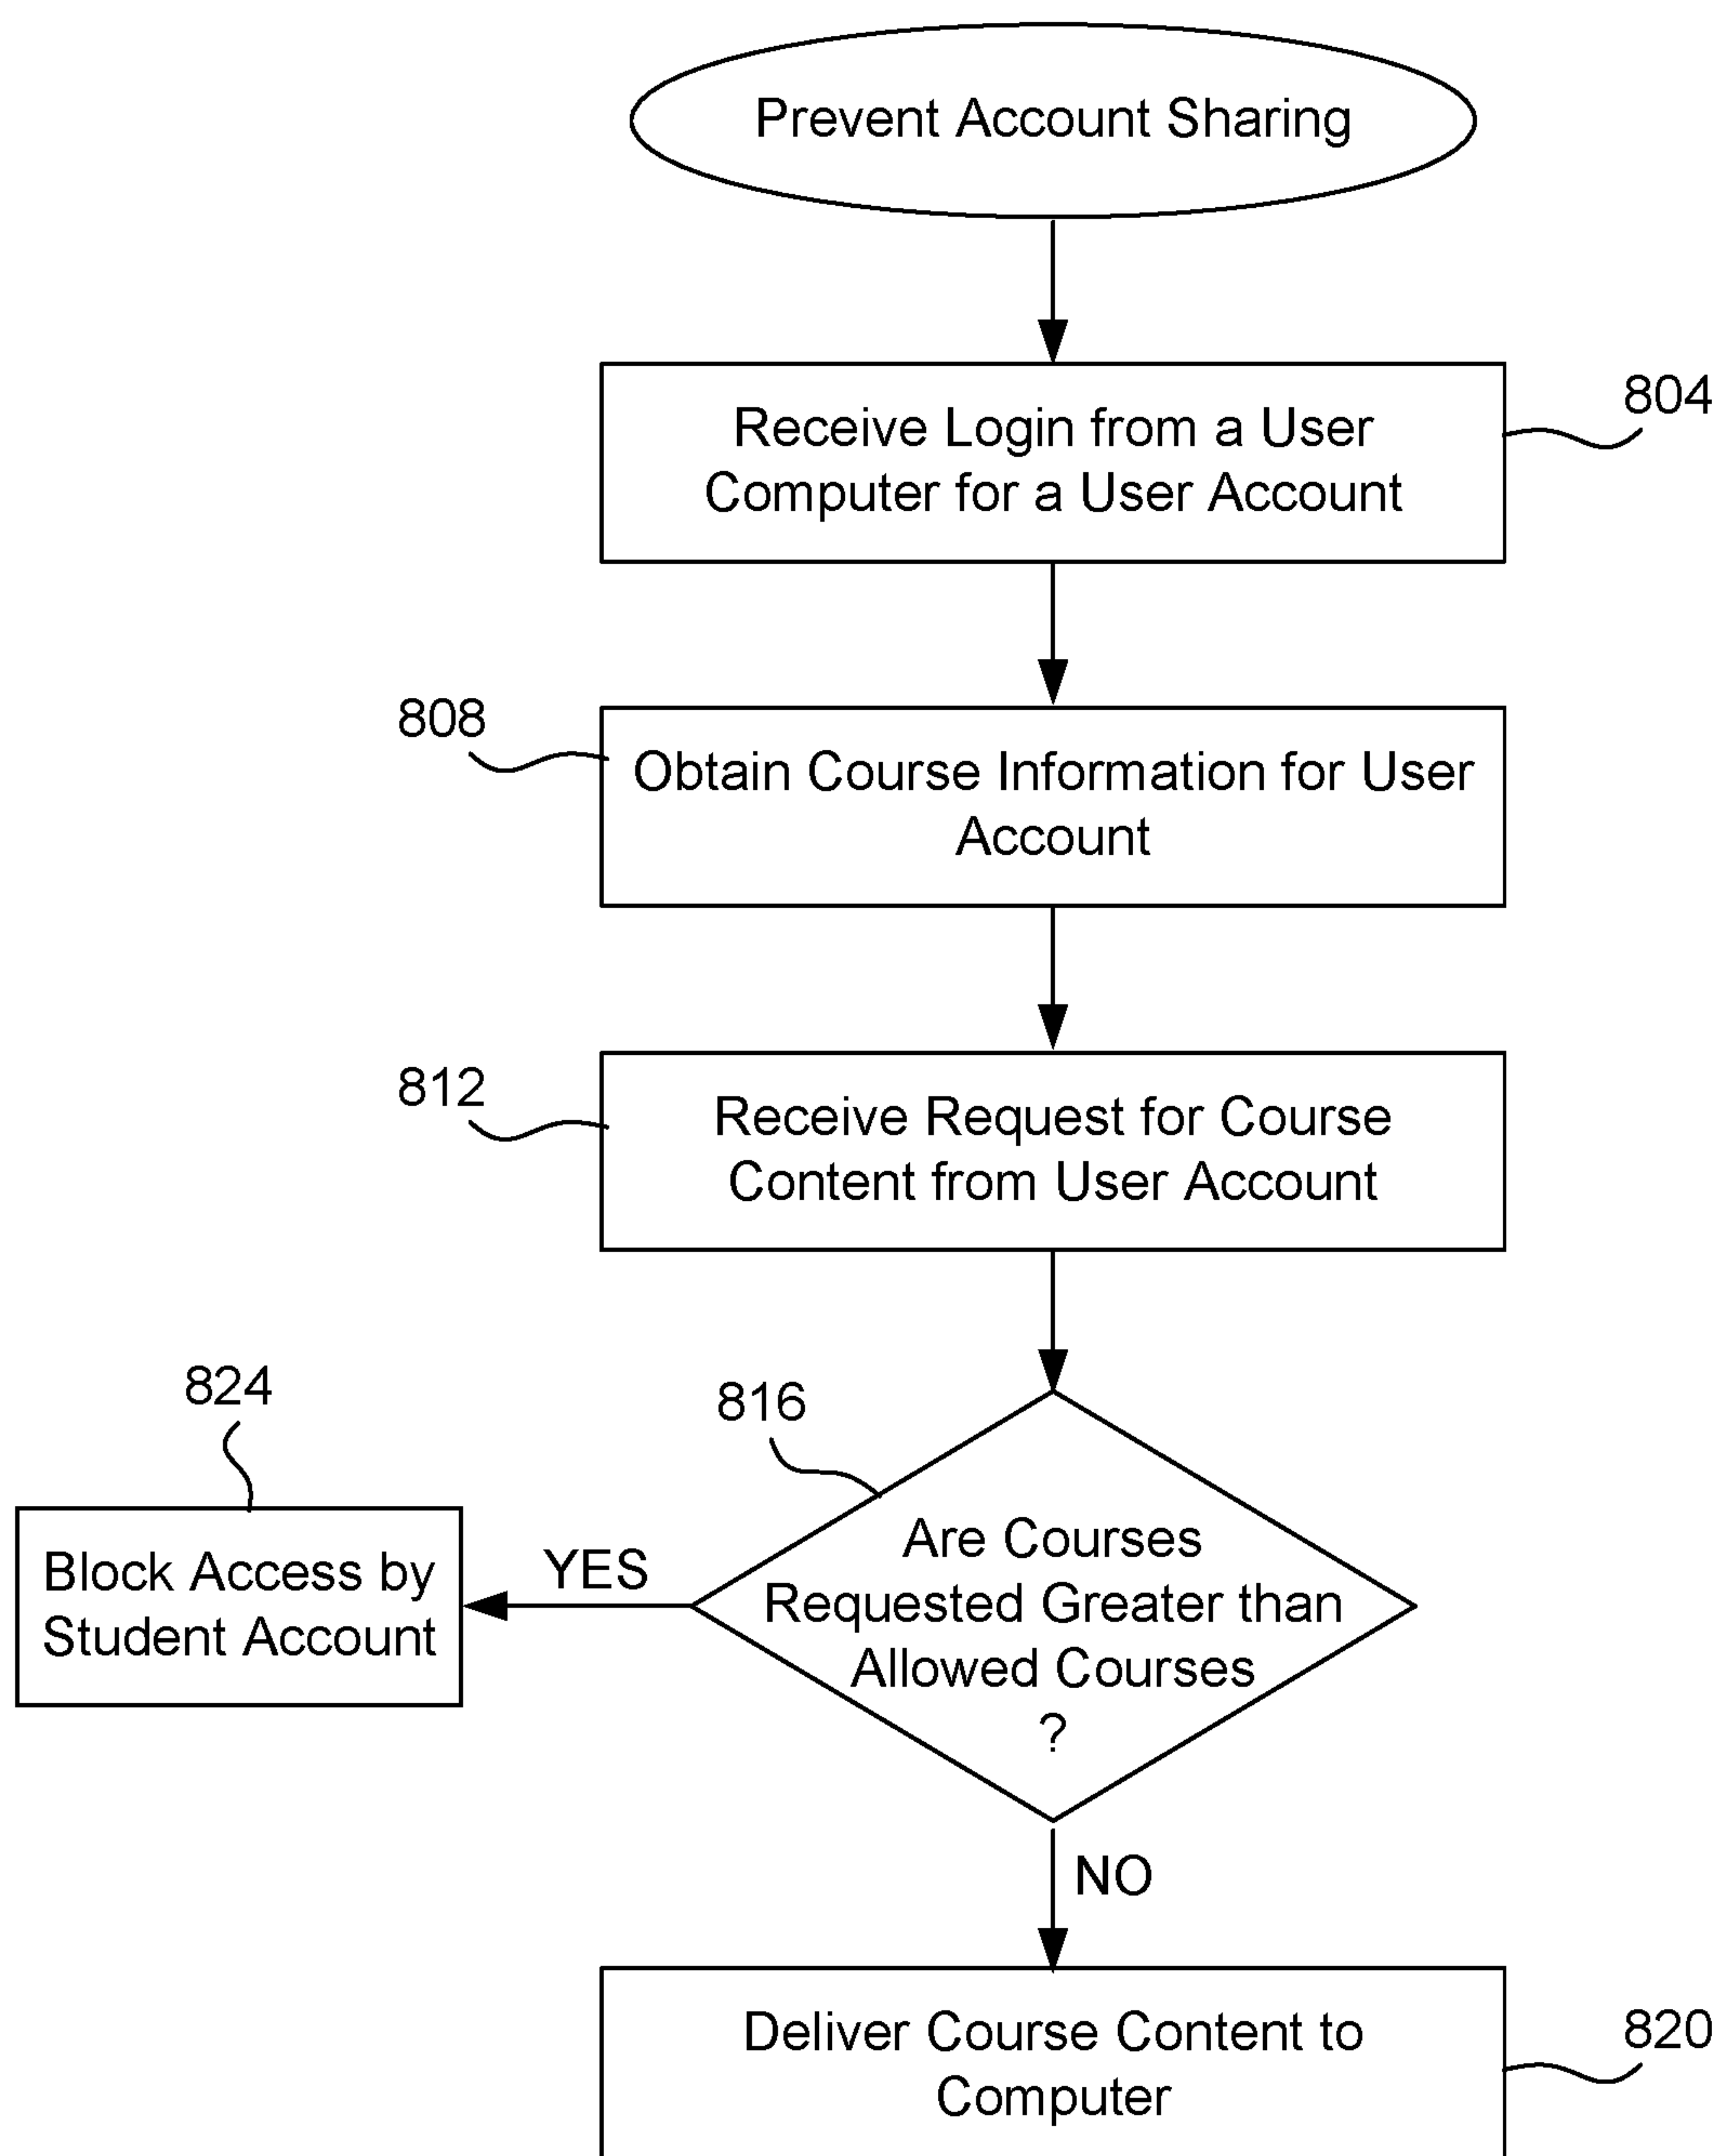 Prevent Account Sharing
804
Receive Login from a User
Computer for a User Account
808
Obtain Course Information for User
Account
812
Receive Request for Course
Content from User Account
824
816
Block Access by
Student Account
YES
Are Courses
Requested Greater than
Allowed Courses
?
NO
820
Deliver Course Content to
Computer